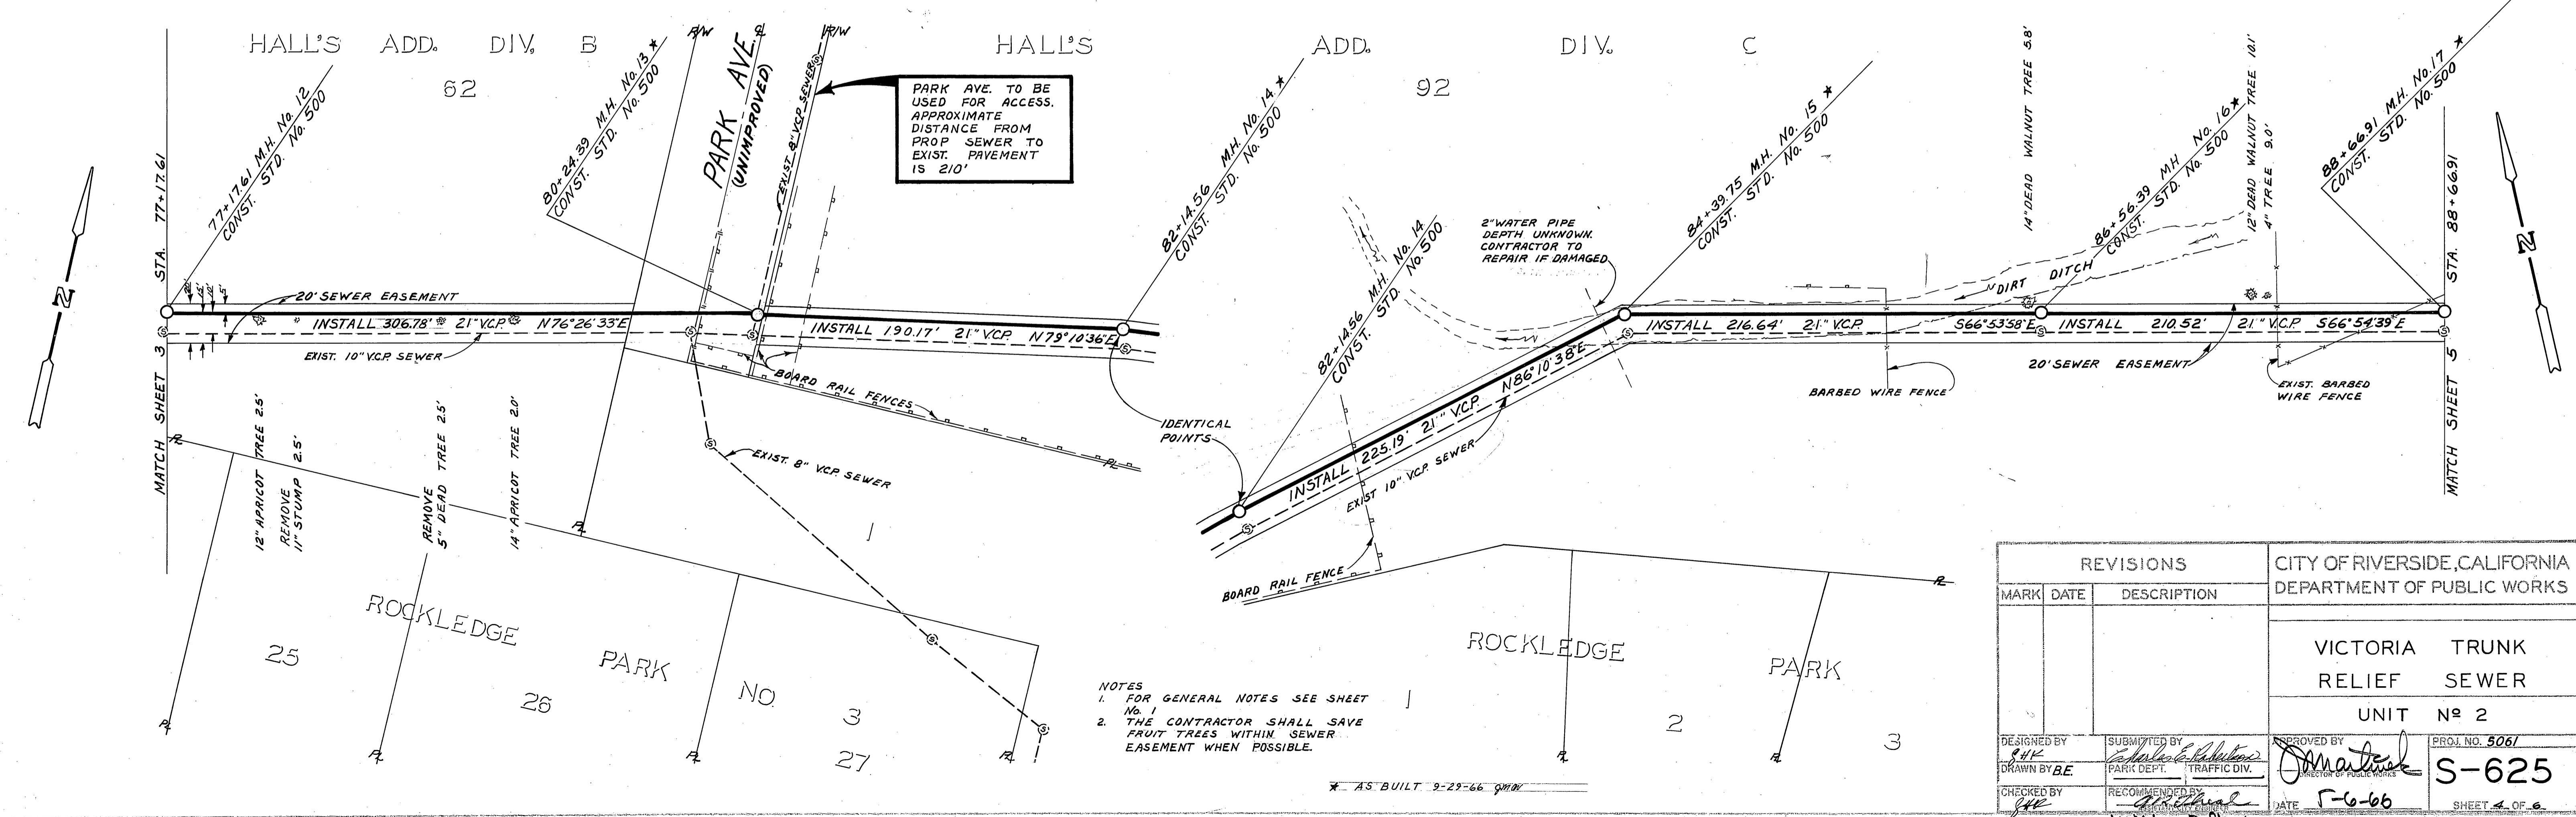 HALL'S ADD. DIV. B
62
HALL'S ADD. DIV. C
92
MATCH SHEET 3 STA. 77+17.61
77+17.61 M.H. No. 12
CONST. STD. No. 500
80+24.39 M.H. No. 13 ★
CONST. STD. No. 500
R/W
PARK AVE.
(UNIMPROVED)
EXIST. 8" V.C.P. SEWER
R/W
PARK AVE. TO BE
USED FOR ACCESS.
APPROXIMATE
DISTANCE FROM
PROP SEWER TO
EXIST. PAVEMENT
IS 210'
82+14.56 M.H. No. 14 ★
CONST. STD. No. 500
82+14.56 M.H. No. 14
CONST. STD. No. 500
2" WATER PIPE
DEPTH UNKNOWN.
CONTRACTOR TO
REPAIR IF DAMAGED
84+39.75 M.H. No. 15 ★
CONST. STD. No. 500
14" DEAD WALNUT TREE 5.8'
86+56.39 M.H. No. 16 ★
CONST. STD. No. 500
12" DEAD WALNUT TREE 10.1'
4" TREE 9.0'
88+66.91 M.H. No. 17 ★
CONST. STD. No. 500
MATCH SHEET 5 STA. 88+66.91
N
N
DIRT DITCH
20' 15' 10' 5'
20' SEWER EASEMENT
INSTALL 306.78' 21" V.C.P. N76°26'33"E
EXIST. 10" V.C.P. SEWER
INSTALL 190.17' 21" V.C.P. N79°10'36"E
BOARD RAIL FENCES
IDENTICAL
POINTS
INSTALL 225.19' 21" V.C.P. N86°10'38"E
EXIST 10" V.C.P. SEWER
INSTALL 216.64' 21" V.C.P. S66°53'58"E
INSTALL 210.52' 21" V.C.P. S66°54'39"E
20' SEWER EASEMENT
BARBED WIRE FENCE
EXIST. BARBED
WIRE FENCE
12" APRICOT TREE 2.5'
REMOVE
11" STUMP 2.5'
REMOVE
5" DEAD TREE 2.5'
14" APRICOT TREE 2.0'
EXIST. 8" V.C.P. SEWER
BOARD RAIL FENCE
PL
PL
PL
PL
PL
PL
PL
PL
PL
PL
ROCKLEDGE PARK NO. 3
25
26
27
ROCKLEDGE PARK
2
3
NOTES
1. FOR GENERAL NOTES SEE SHEET
No. 1
2. THE CONTRACTOR SHALL SAVE
FRUIT TREES WITHIN SEWER
EASEMENT WHEN POSSIBLE.
★ AS BUILT 9-29-66
REVISIONS
MARK DATE DESCRIPTION
CITY OF RIVERSIDE, CALIFORNIA
DEPARTMENT OF PUBLIC WORKS
VICTORIA TRUNK
RELIEF SEWER
UNIT Nº 2
DESIGNED BY
DRAWN BY B.E.
CHECKED BY
SUBMITTED BY Charles E. Robertson
PARK DEPT. TRAFFIC DIV.
RECOMMENDED BY
APPROVED BY
DIRECTOR OF PUBLIC WORKS
DATE 5-6-66
PROJ. NO. 5061
S-625
SHEET 4 OF 6